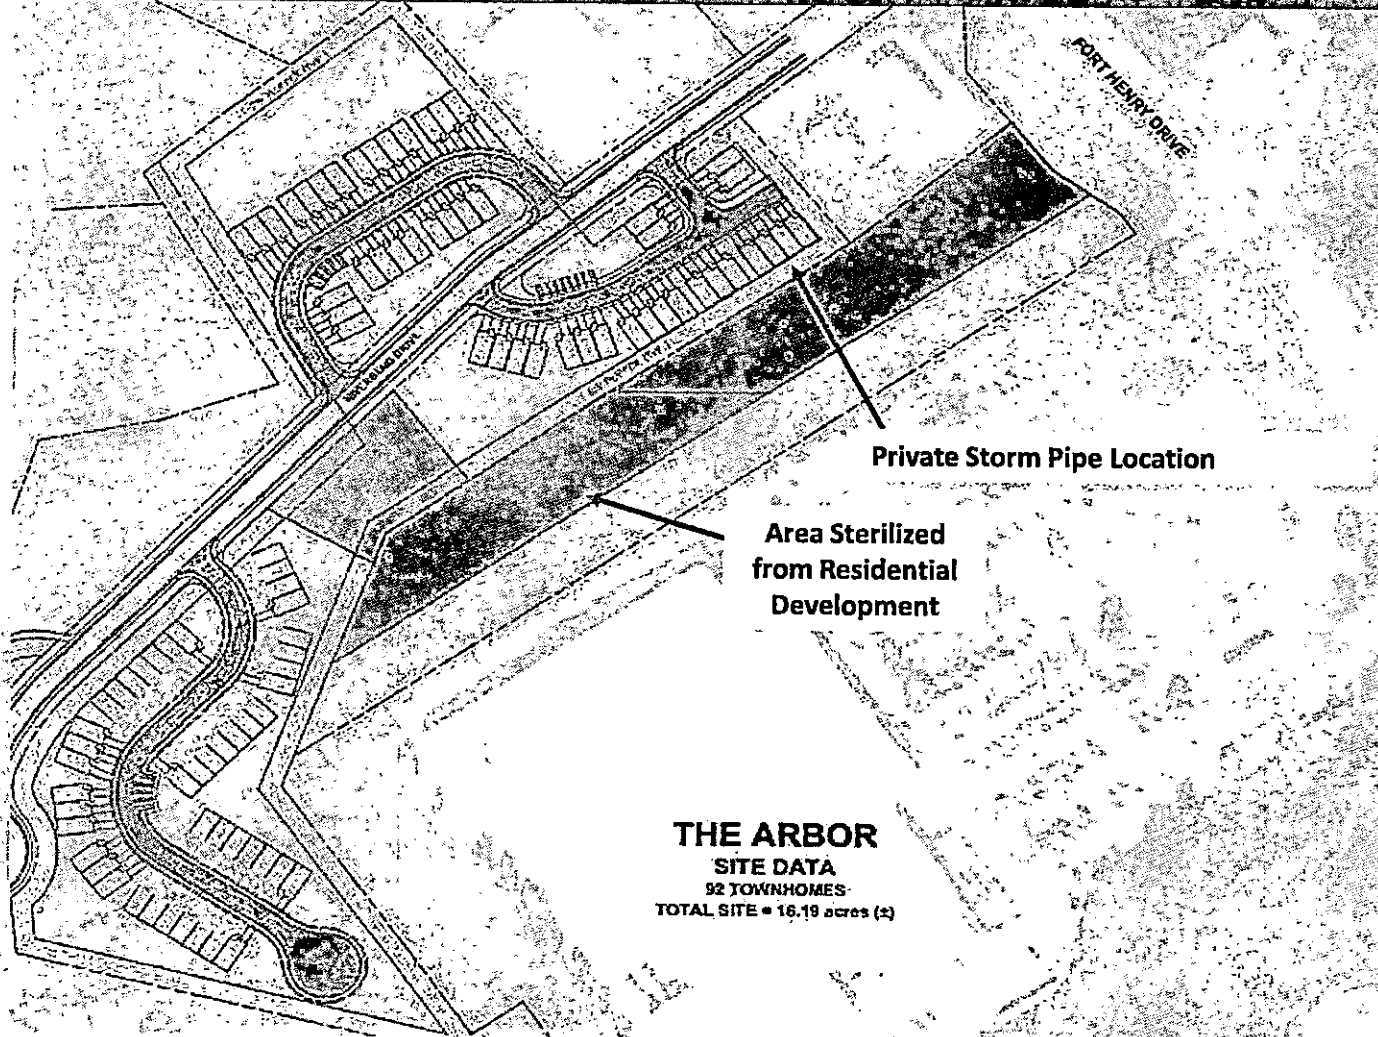 FORT HENRY DRIVE
Private Storm Pipe Location
Area Sterilized
from Residential
Development
THE ARBOR
SITE DATA
92 TOWNHOMES
TOTAL SITE = 16.19 acres (±)